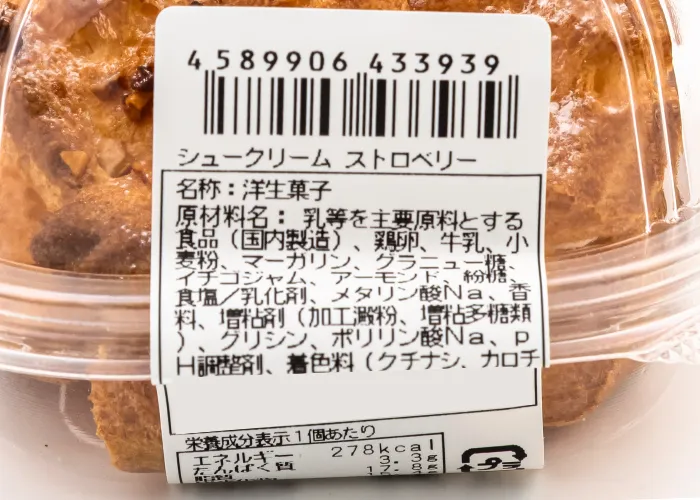 4589906 433939
シュークリーム ストロベリー
名称：洋生菓子
原材料名： 乳等を主要原料とする
食品（国内製造）、鶏卵、牛乳、小
麦粉、マーガリン、グラニュー糖、
イチゴジャム、アーモンド、粉糖、
食塩／乳化剤、メタリン酸Ｎａ、香
料、増粘剤（加工澱粉、増粘多糖類
）、グリシン、ポリリン酸Ｎａ、ｐ
Ｈ調整剤、着色料（クチナシ、カロチ
栄養成分表示１個あたり
エネルギー 278kcal
たんぱく質 3.3g
脂質 17.8g
プラ